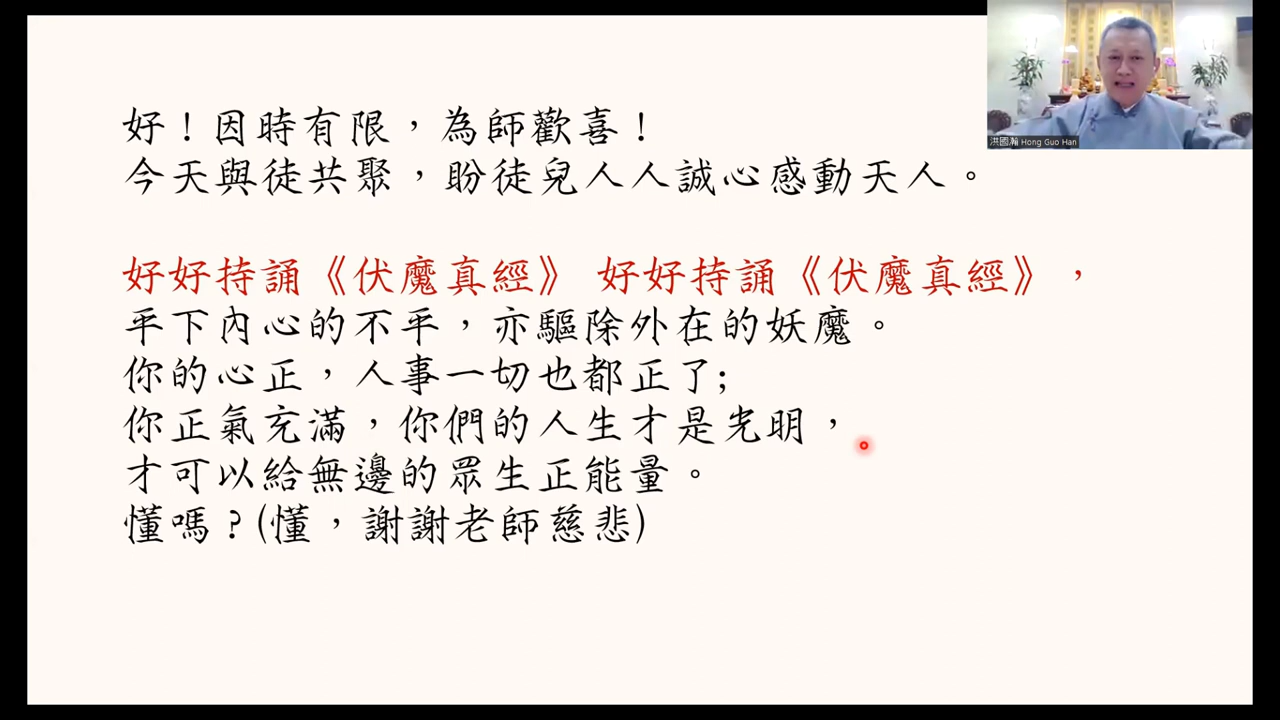 好！因時有限，為師歡喜！
今天與徒共聚，盼徒兒人人誠心感動天人。
好好持誦《伏魔真經》 好好持誦《伏魔真經》，
平下內心的不平，亦驅除外在的妖魔。
你的心正，人事一切也都正了;
你正氣充滿，你們的人生才是光明，
才可以給無邊的眾生正能量。
懂嗎？(懂，謝謝老師慈悲)
洪國瀚 Hong Guo Han